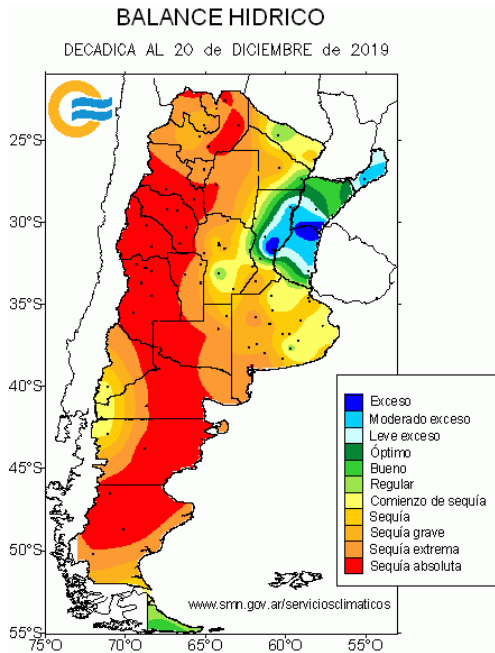 BALANCE HIDRICO
DECADICA AL 20 de DICIEMBRE de 2019
25°S
30°S
35°S
40°S
45°S
50°S
55°S
75°O
70°O
65°O
60°O
55°O
Exceso
Moderado exceso
Leve exceso
Óptimo
Bueno
Regular
Comienzo de sequía
Sequía
Sequía grave
Sequía extrema
Sequía absoluta
www.smn.gov.ar/serviciosclimaticos